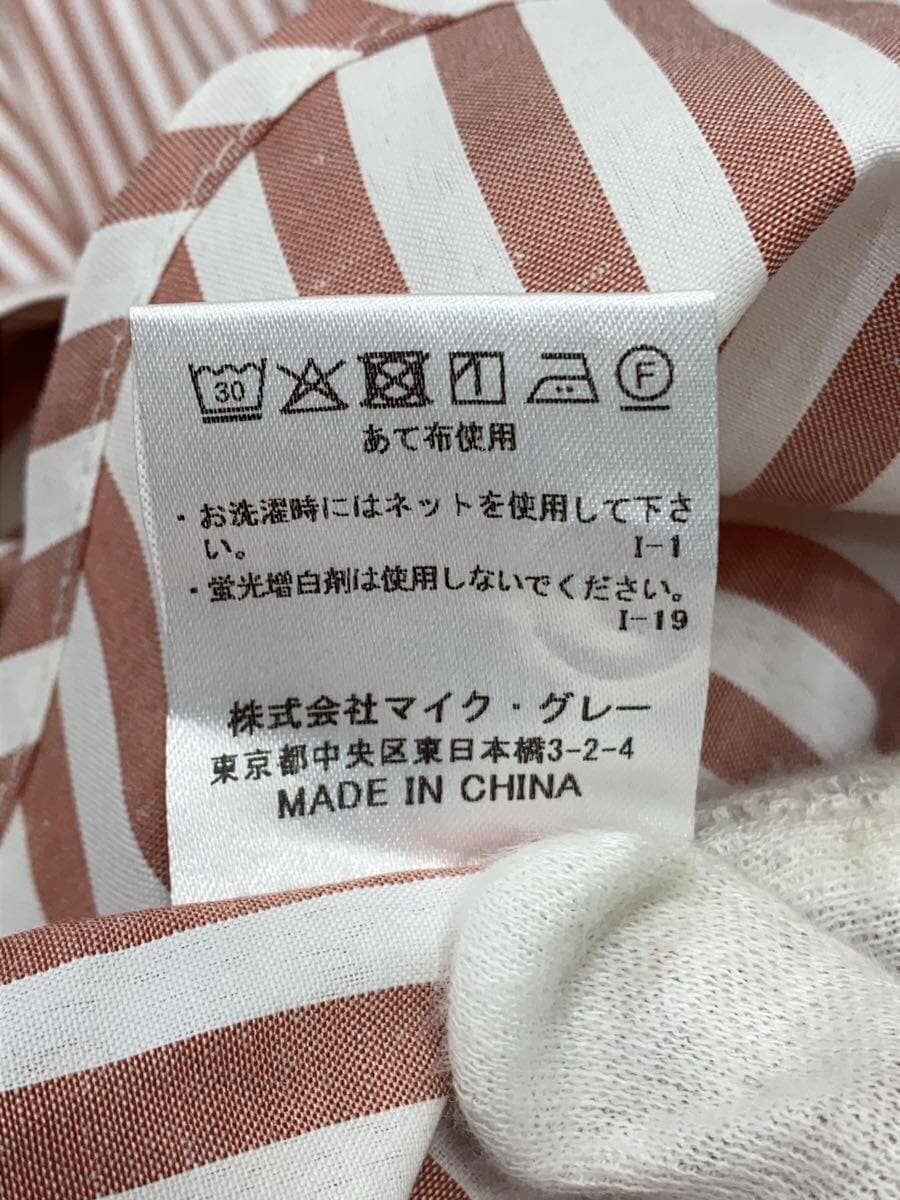 30 F
あて布使用
・お洗濯時にはネットを使用して下さ
い。 I-1
・蛍光増白剤は使用しないでください。
I-19
株式会社マイク・グレー
東京都中央区東日本橋3-2-4
MADE IN CHINA